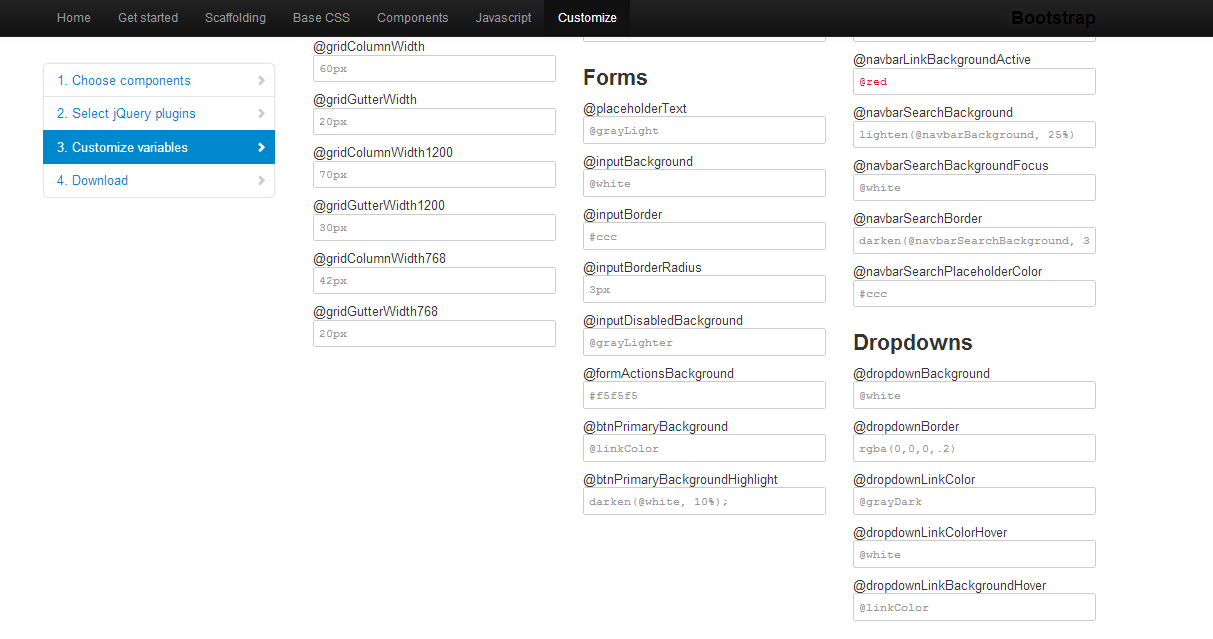 Home Get started Scaffolding Base CSS Components Javascript Customize Bootstrap
1. Choose components
2. Select jQuery plugins
3. Customize variables
4. Download
@gridColumnWidth
60px
@gridGutterWidth
20px
@gridColumnWidth1200
70px
@gridGutterWidth1200
30px
@gridColumnWidth768
42px
@gridGutterWidth768
20px
Forms
@placeholderText
@grayLight
@inputBackground
@white
@inputBorder
#ccc
@inputBorderRadius
3px
@inputDisabledBackground
@grayLighter
@formActionsBackground
#f5f5f5
@btnPrimaryBackground
@linkColor
@btnPrimaryBackgroundHighlight
darken(@white, 10%);
@navbarLinkBackgroundActive
@red
@navbarSearchBackground
lighten(@navbarBackground, 25%)
@navbarSearchBackgroundFocus
@white
@navbarSearchBorder
darken(@navbarSearchBackground, 3
@navbarSearchPlaceholderColor
#ccc
Dropdowns
@dropdownBackground
@white
@dropdownBorder
rgba(0,0,0,.2)
@dropdownLinkColor
@grayDark
@dropdownLinkColorHover
@white
@dropdownLinkBackgroundHover
@linkColor